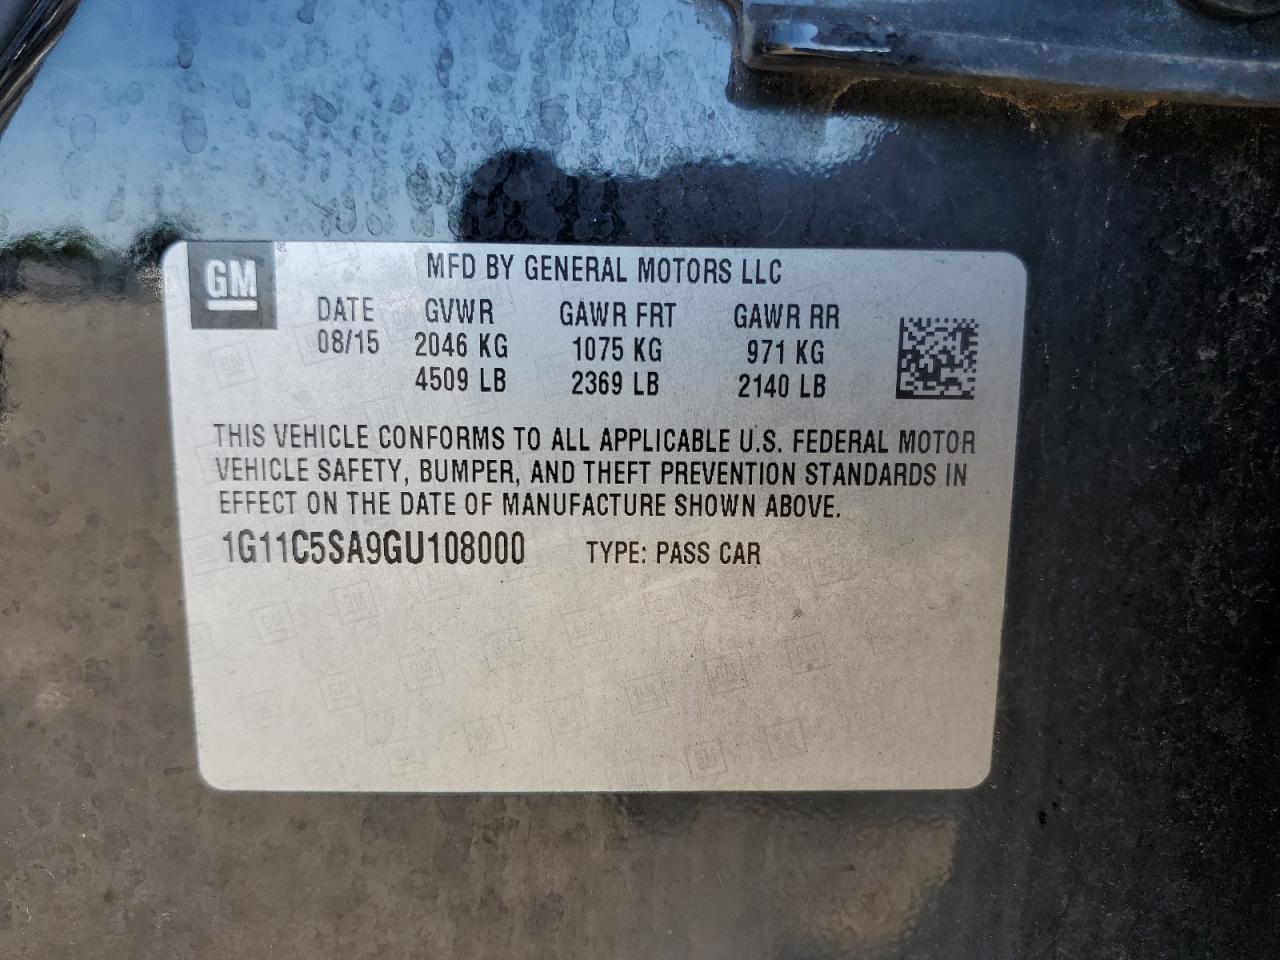 GM ®
MFD BY GENERAL MOTORS LLC
DATE GVWR GAWR FRT GAWR RR
08/15 2046 KG 1075 KG 971 KG
4509 LB 2369 LB 2140 LB
THIS VEHICLE CONFORMS TO ALL APPLICABLE U.S. FEDERAL MOTOR
VEHICLE SAFETY, BUMPER, AND THEFT PREVENTION STANDARDS IN
EFFECT ON THE DATE OF MANUFACTURE SHOWN ABOVE.
1G11C5SA9GU108000 TYPE: PASS CAR